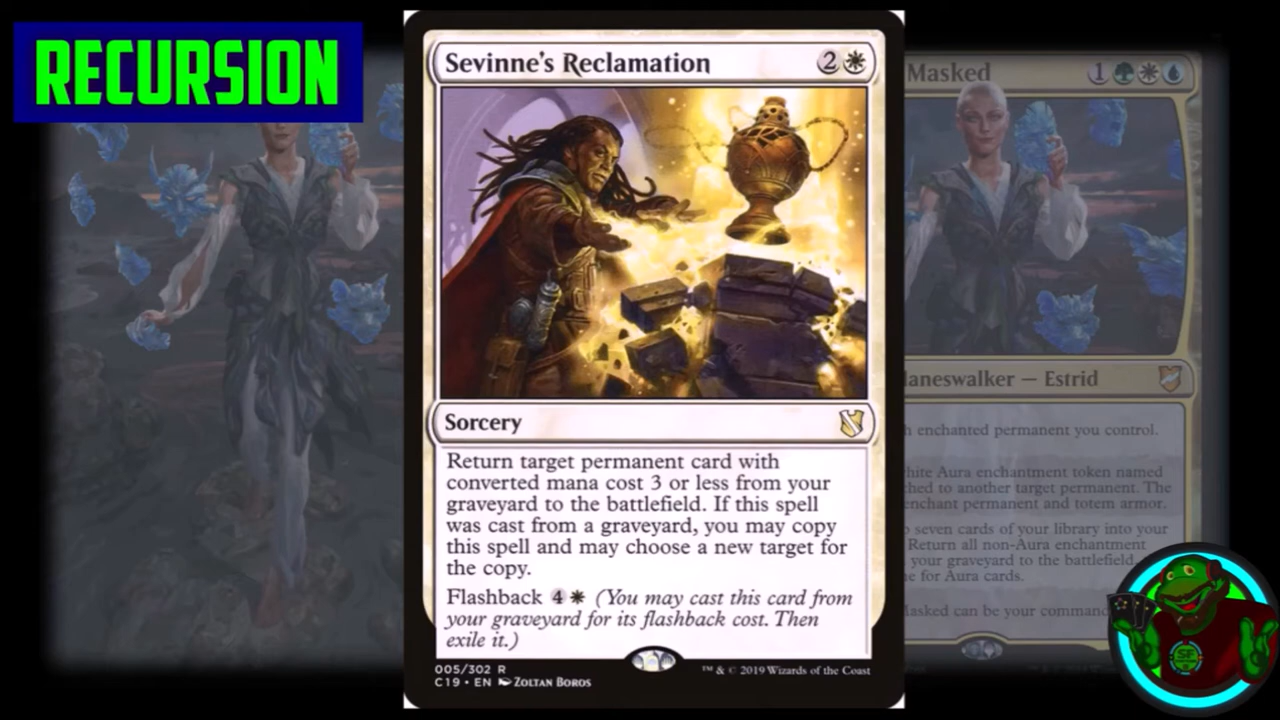 RECURSION
Sevinne's Reclamation 2
Sorcery
Return target permanent card with
converted mana cost 3 or less from your
graveyard to the battlefield. If this spell
was cast from a graveyard, you may copy
this spell and may choose a new target for
the copy.
Flashback 4 (You may cast this card from
your graveyard for its flashback cost. Then
exile it.)
005/302 R
C19 • EN Zoltan Boros
™ & © 2019 Wizards of the Coast
Masked 1
laneswalker — Estrid
enchanted permanent you control.
hite Aura enchantment token named
ched to another target permanent. The
enchant permanent and totem armor.
seven cards of your library into your
Return all non-Aura enchantment
your graveyard to the battlefield,
e for Aura cards.
Masked can be your command
SF